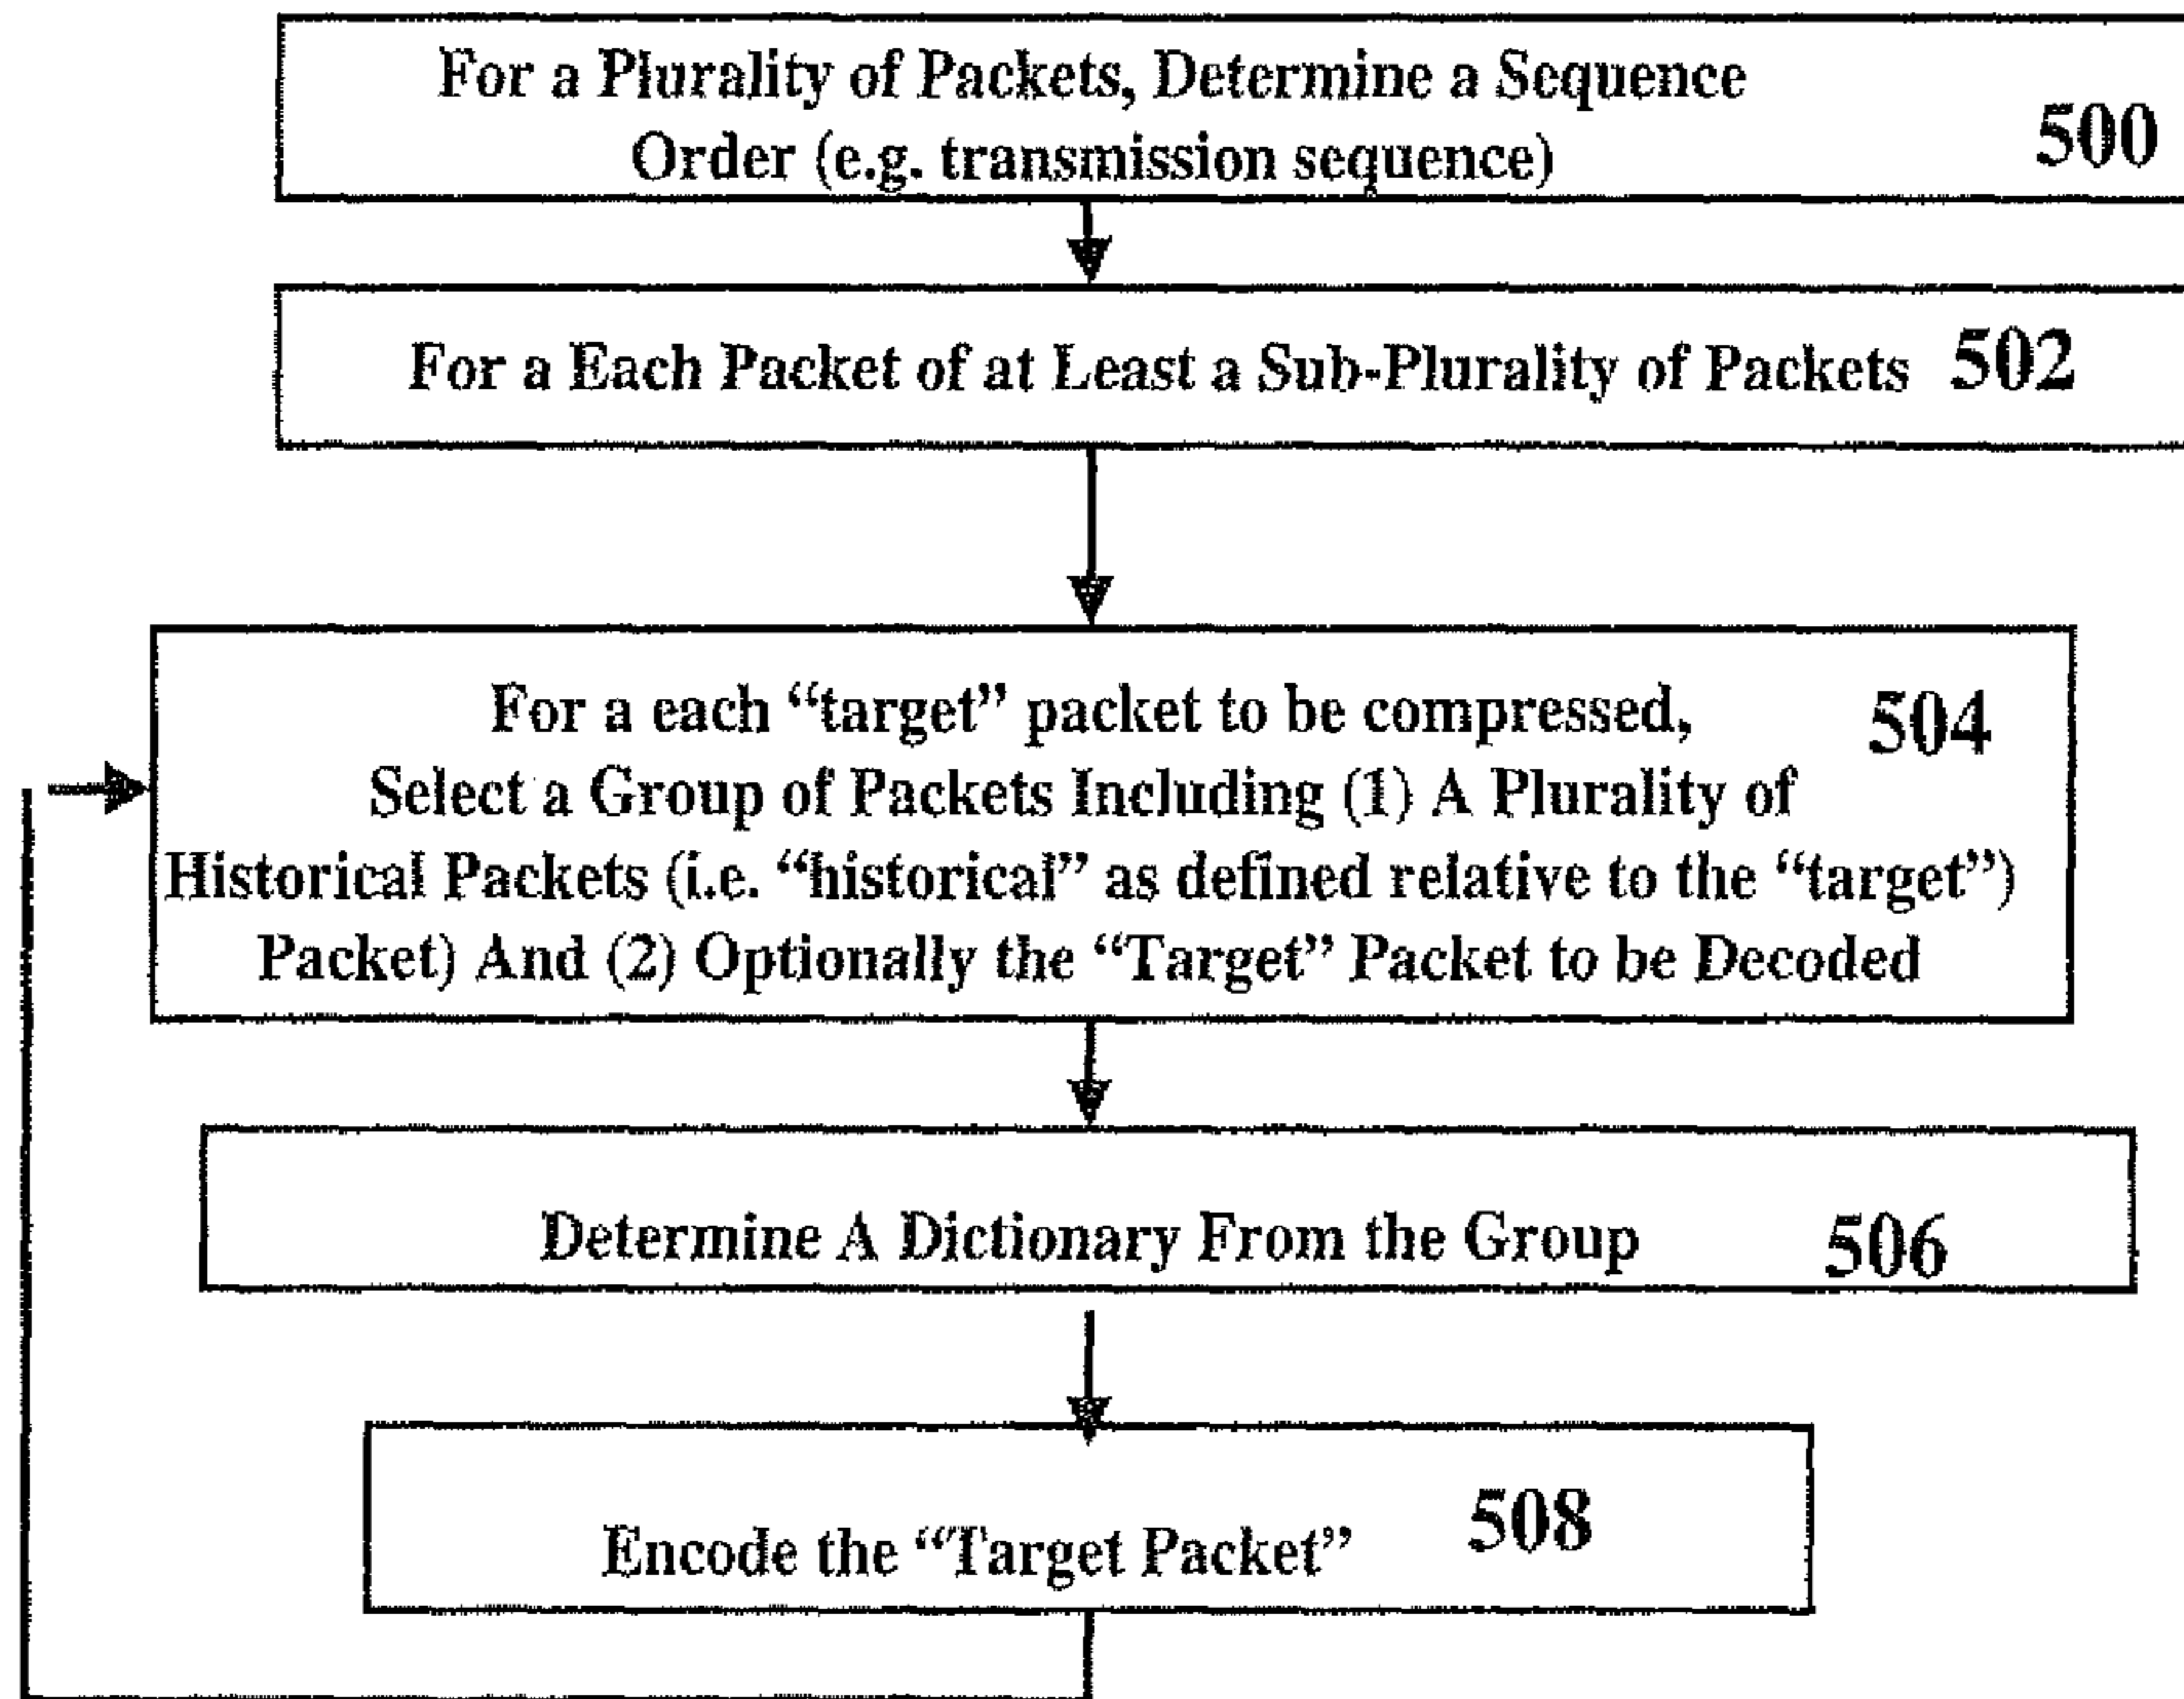 For a Plurality of Packets, Determine a Sequence
Order (e.g. transmission sequence)
500
For a Each Packet of at Least a Sub-Plurality of Packets 502
For a each “target” packet to be compressed,
504
Select a Group of Packets Including (1) A Plurality of
Historical Packets (i.e. “historical” as defined relative to the “target”)
Packet) And (2) Optionally the “Target” Packet to be Decoded
Determine A Dictionary From the Group
506
Encode the “Target Packet”
508